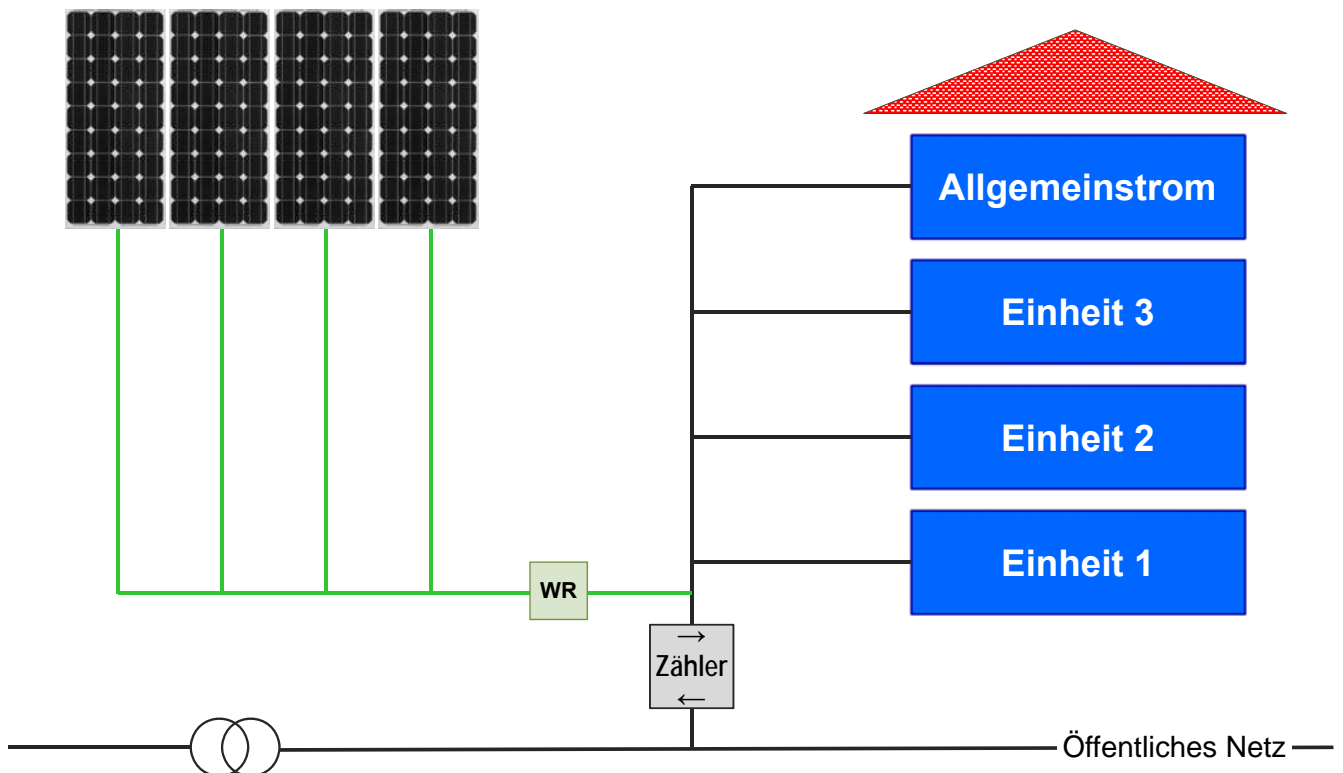 Allgemeinstrom
Einheit 3
Einheit 2
Einheit 1
WR
→
Zähler
←
Öffentliches Netz